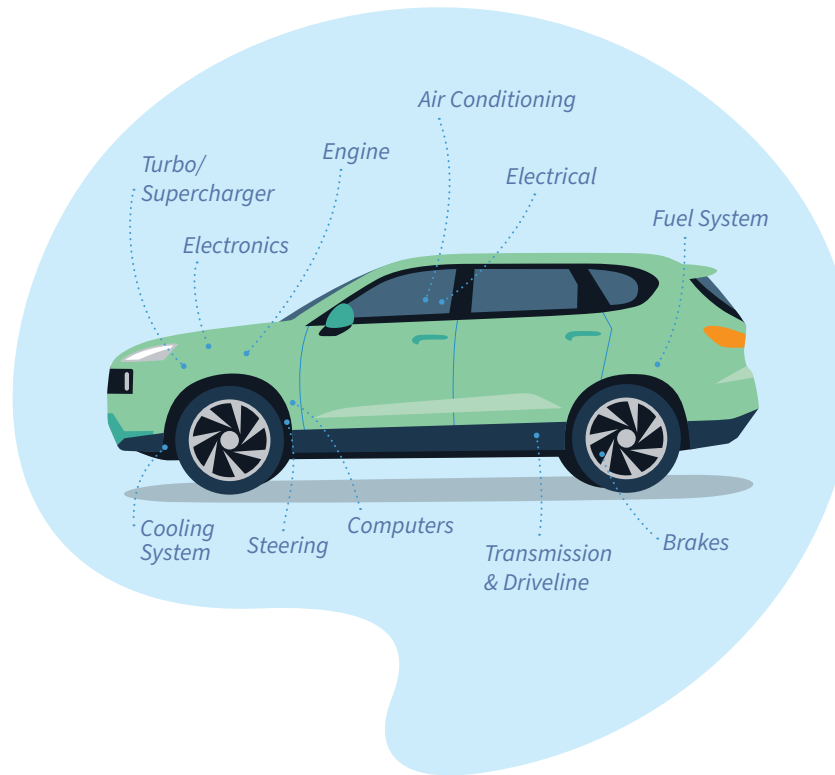 Air Conditioning
Engine
Turbo/
Supercharger
Electrical
Fuel System
Electronics
Cooling
System
Steering
Computers
Transmission
& Driveline
Brakes